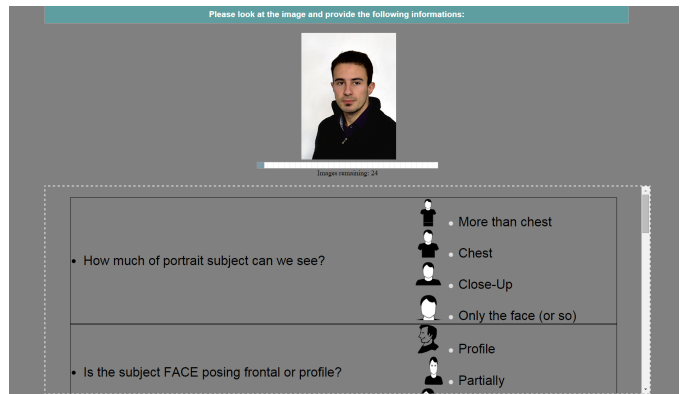 Please look at the image and provide the following informations:
Images remaining: 24
More than chest
Chest
How much of portrait subject can we see?
Close-Up
Only the face (or so)
Profile
Is the subject FACE posing frontal or profile?
Partially